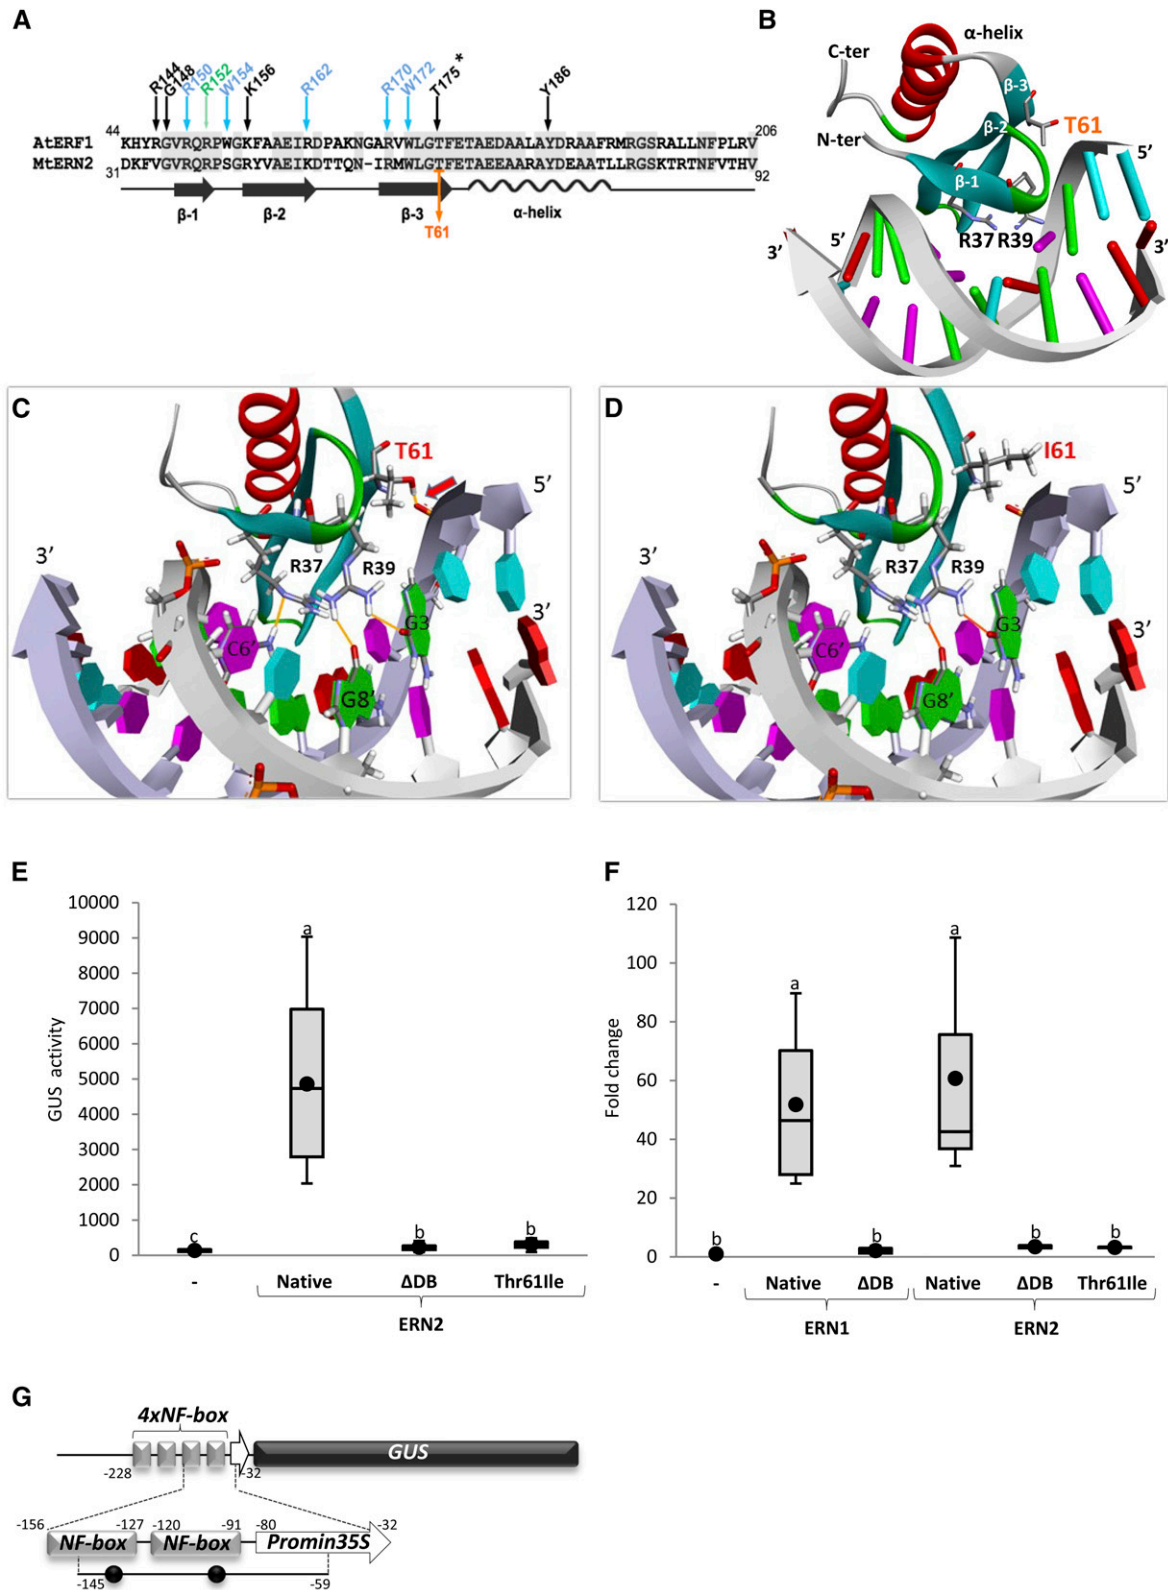 A
R144
G148
R150
R152
W154
K156
R162
R170
W172
T175 *
Y186
44
206
AtERF1 KHYRGVRQRPWGKFAAEIRDPAKNGARVWLGTFETAEDAALAYDRAAFRMRGSRALLNFPLRV
MtERN2 DKFVGVRQRPSGRYVAEIKDTTQN-IRMWLGTFETAEEAARAYDEAATLLRGSKTRTNFVTHV
31
92
β-1
β-2
β-3
α-helix
T61
B
α-helix
C-ter
β-3
N-ter
β-2
T61
β-1
5’
R37 R39
3’
5’
3’
C
T61
5’
3’
R37
R39
G3
3’
C6’
G8’
D
I61
5’
3’
R37
R39
G3
3’
C6’
G8’
E
GUS activity
10000
9000
8000
7000
6000
5000
4000
3000
2000
1000
0
c
a
b
b
-
Native
ΔDB
Thr61Ile
ERN2
F
Fold change
120
100
80
60
40
20
0
b
a
b
a
b
b
-
Native
ΔDB
Native
ΔDB
Thr61Ile
ERN1
ERN2
G
4xNF-box
GUS
-228
-32
-156
-127
-120
-91
-80
-32
NF-box
NF-box
Promin35S
-145
-59